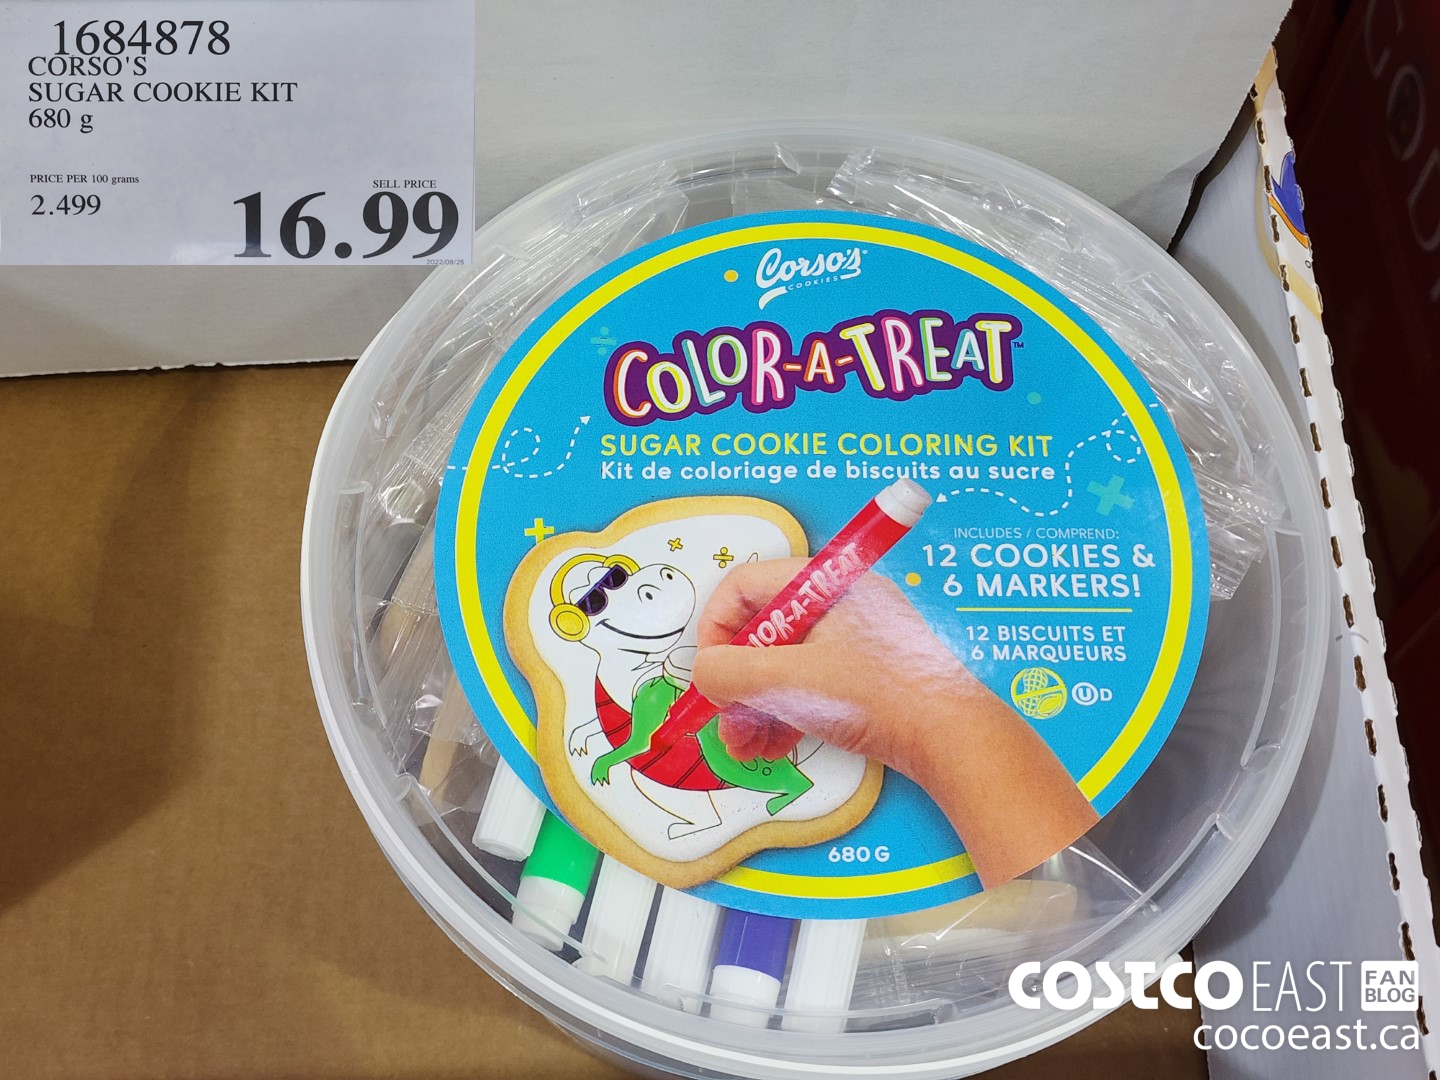 1684878
CORSO'S
SUGAR COOKIE KIT
680 g
PRICE PER 100 grams
2.499
SELL PRICE
16.99
2022/09/25
Corso's
COOKIES
COLOR-A-TREAT™
SUGAR COOKIE COLORING KIT
Kit de coloriage de biscuits au sucre
INCLUDES / COMPREND:
12 COOKIES &
6 MARKERS!
12 BISCUITS ET
6 MARQUEURS
U D
LOR-A-TREAT
680 G
COSTCO EAST FAN
BLOG
cocoeast.ca